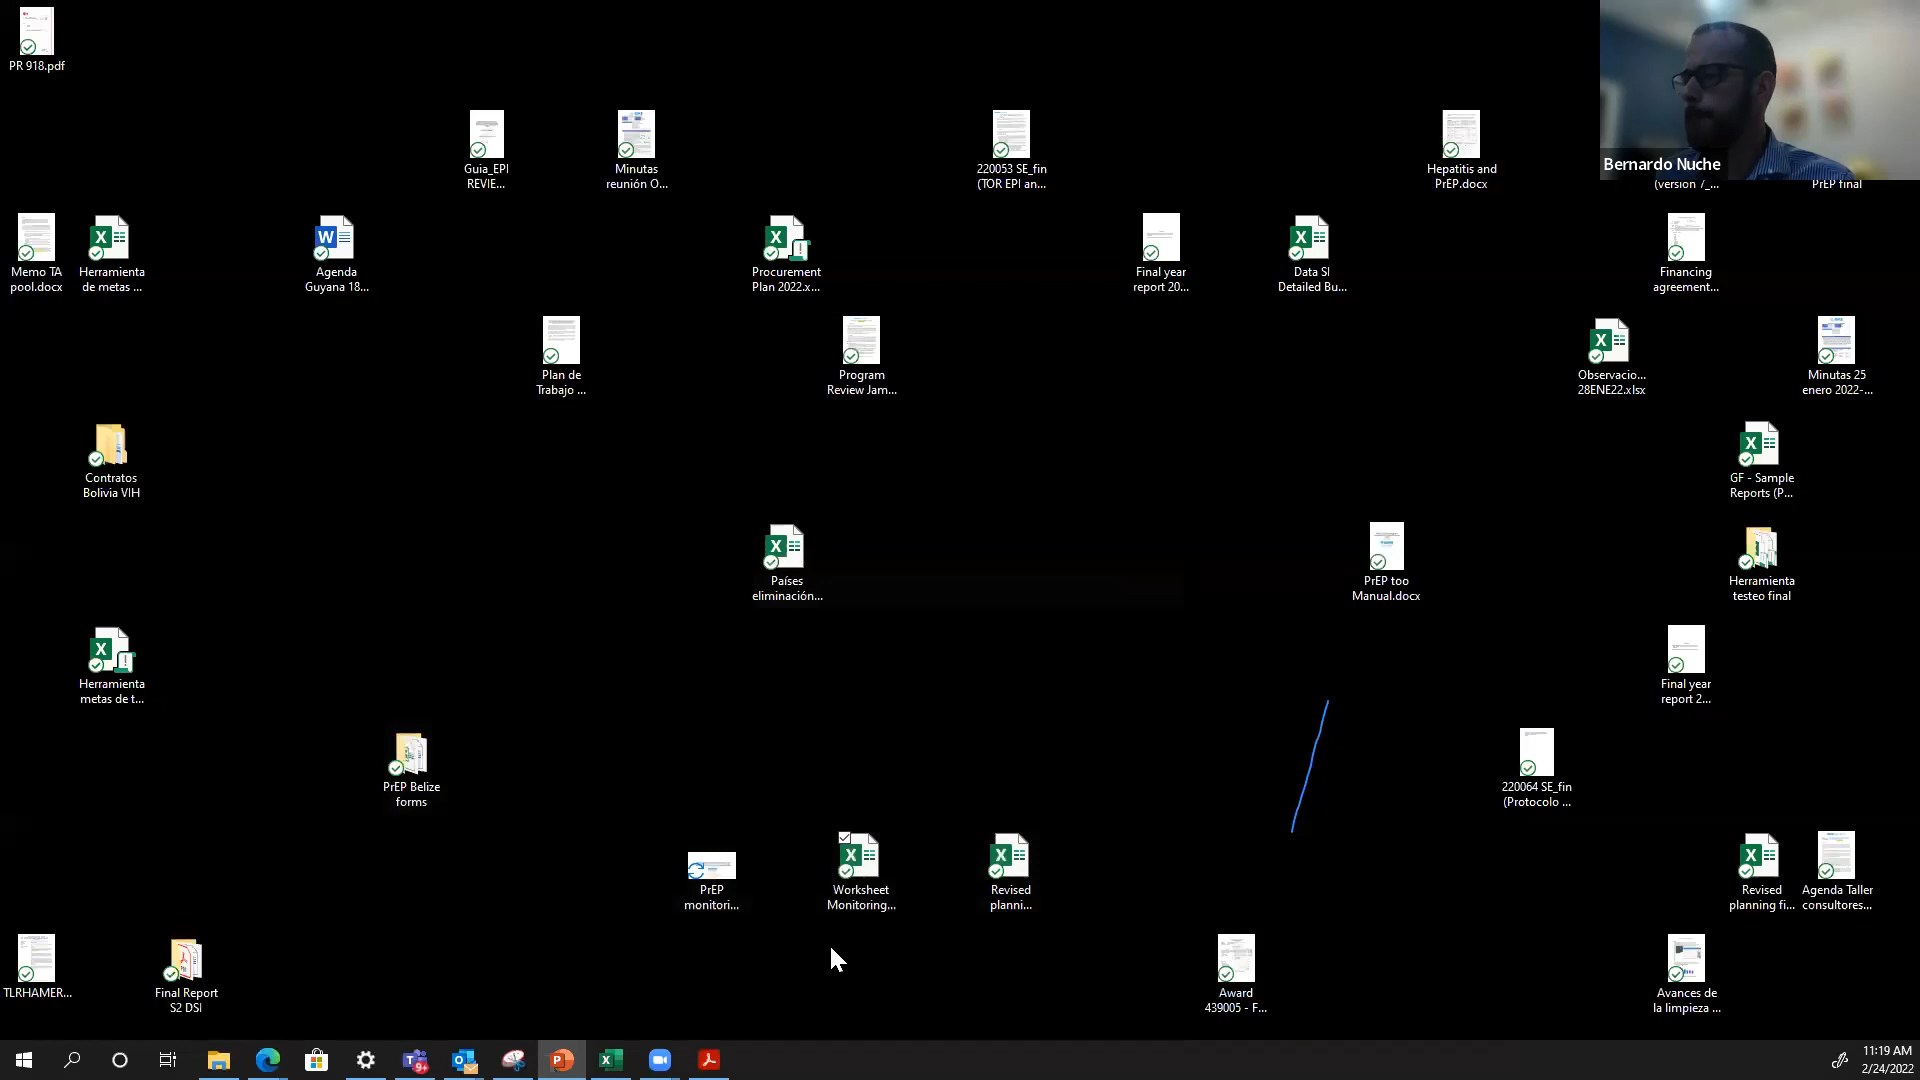 PR 918.pdf
Bernardo Nuche
Guia_EPI
REVIE...
Minutas
reunión O...
220053 SE_fin
(TOR EPI an...
Hepatitis and
PrEP.docx
(version 7_...
PrEP final
Memo TA
pool.docx
Herramienta
de metas ...
Agenda
Guyana 18...
Procurement
Plan 2022.x...
Final year
report 20...
Data SI
Detailed Bu...
Financing
agreement...
Plan de
Trabajo ...
Program
Review Jam...
Observacio...
28ENE22.xlsx
Minutas 25
enero 2022-...
Contratos
Bolivia VIH
GF - Sample
Reports (P...
Países
eliminación...
PrEP too
Manual.docx
Herramienta
testeo final
Herramienta
metas de t...
Final year
report 2...
PrEP Belize
forms
220064 SE_fin
(Protocolo ...
PrEP
monitori...
Worksheet
Monitoring...
Revised
planni...
Revised
planning fi...
Agenda Taller
consultores...
TLRHAMER...
Final Report
S2 DSI
Award
439005 - F...
Avances de
la limpieza ...
9+
11:19 AM
2/24/2022